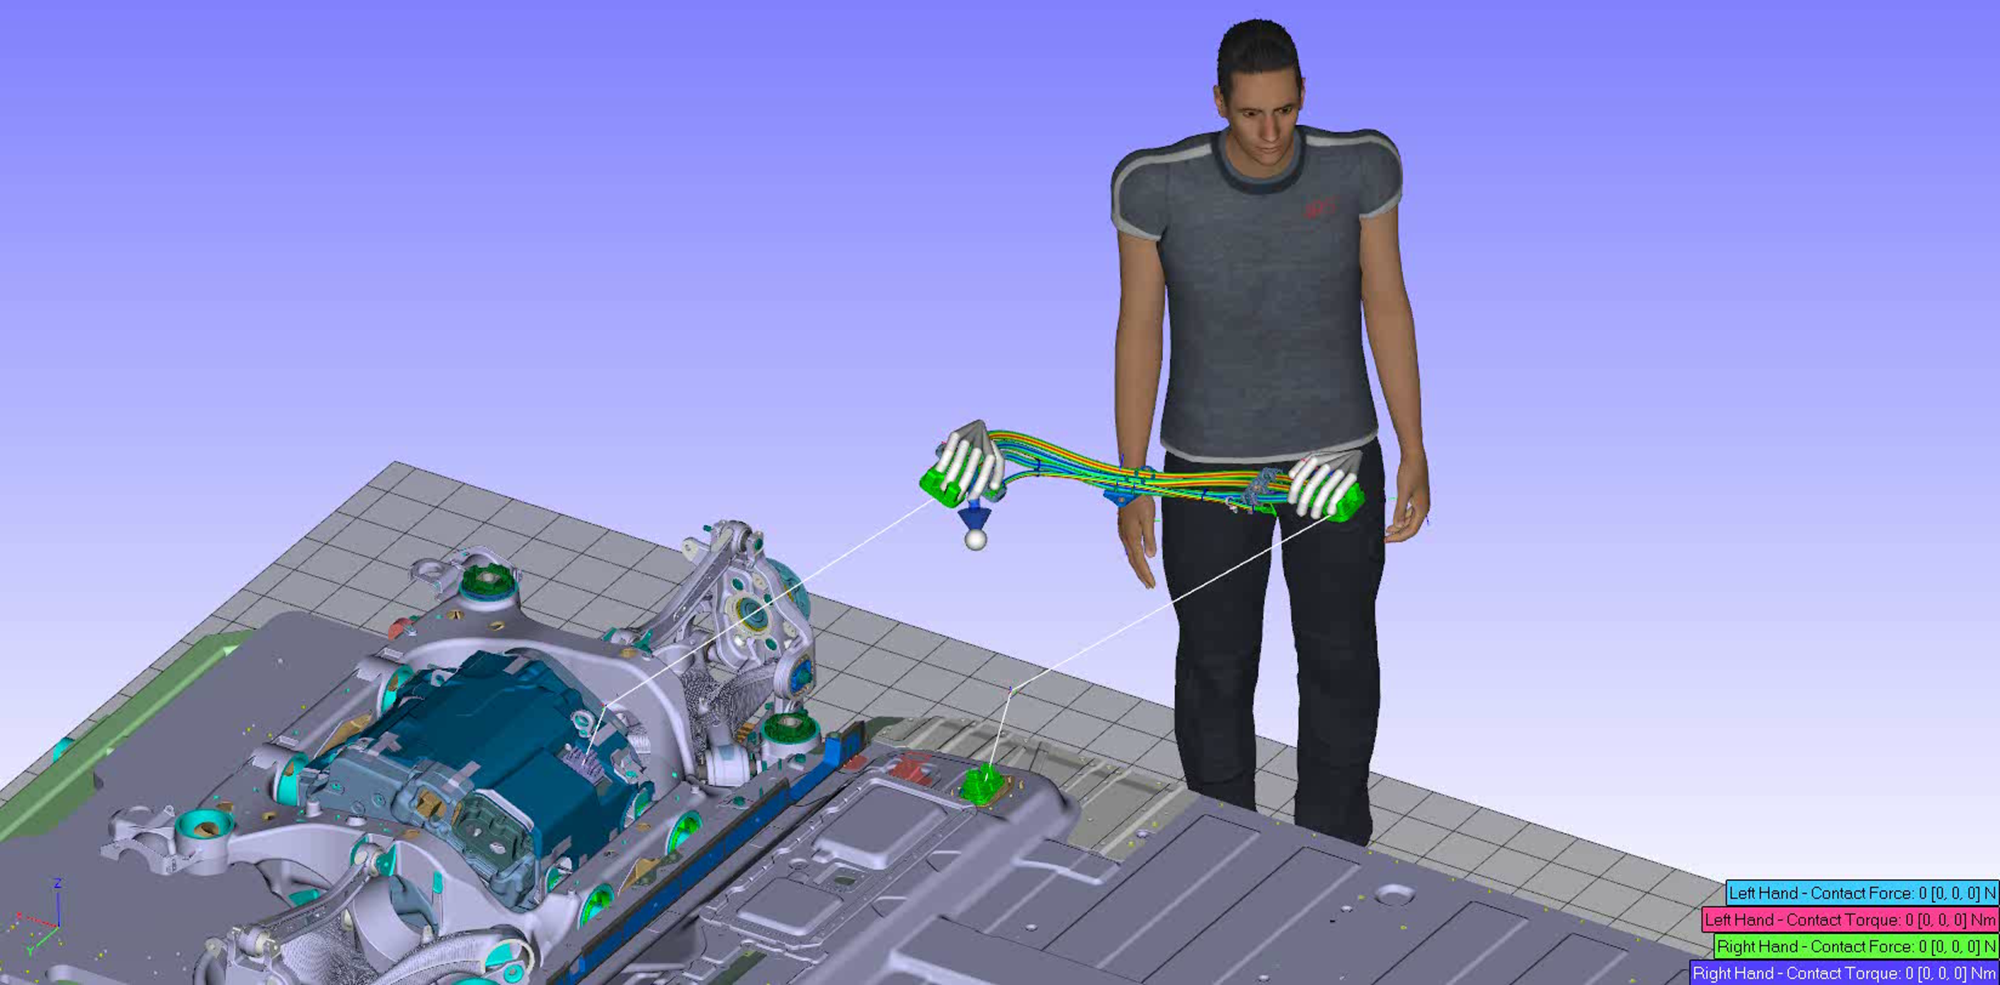 Left Hand - Contact Force: 0 [0, 0, 0] N
Left Hand - Contact Torque: 0 [0, 0, 0] Nm
Right Hand - Contact Force: 0 [0, 0, 0] N
Right Hand - Contact Torque: 0 [0, 0, 0] Nm
Z
Y